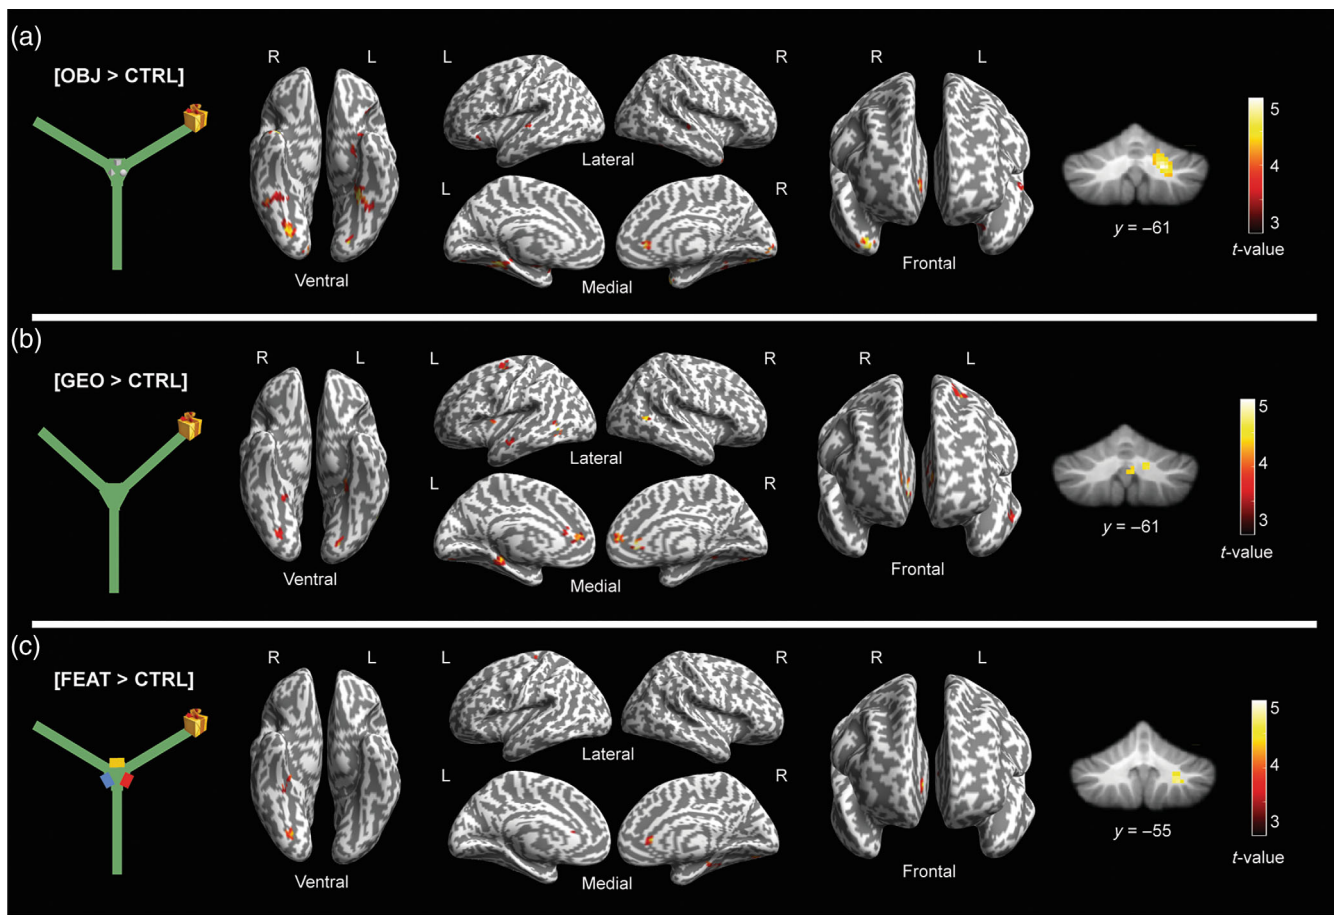 (a)
[OBJ > CTRL]
R L L R R L
Lateral
L R
Ventral
Medial
Frontal
y = −61
5
4
3
t-value
(b)
[GEO > CTRL]
R L L R R L
Lateral
L R
Ventral
Medial
Frontal
y = −61
5
4
3
t-value
(c)
[FEAT > CTRL]
R L L R R L
Lateral
L R
Ventral
Medial
Frontal
y = −55
5
4
3
t-value